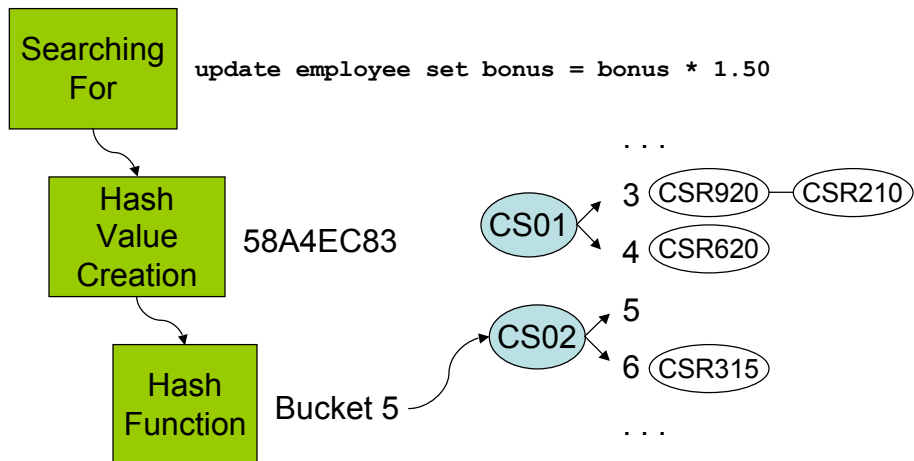 Searching
For
update employee set bonus = bonus * 1.50
Hash
Value
Creation
58A4EC83
Hash
Function
Bucket 5
. . .
CS01
3 CSR920 CSR210
4 CSR620
CS02
5
6 CSR315
. . .